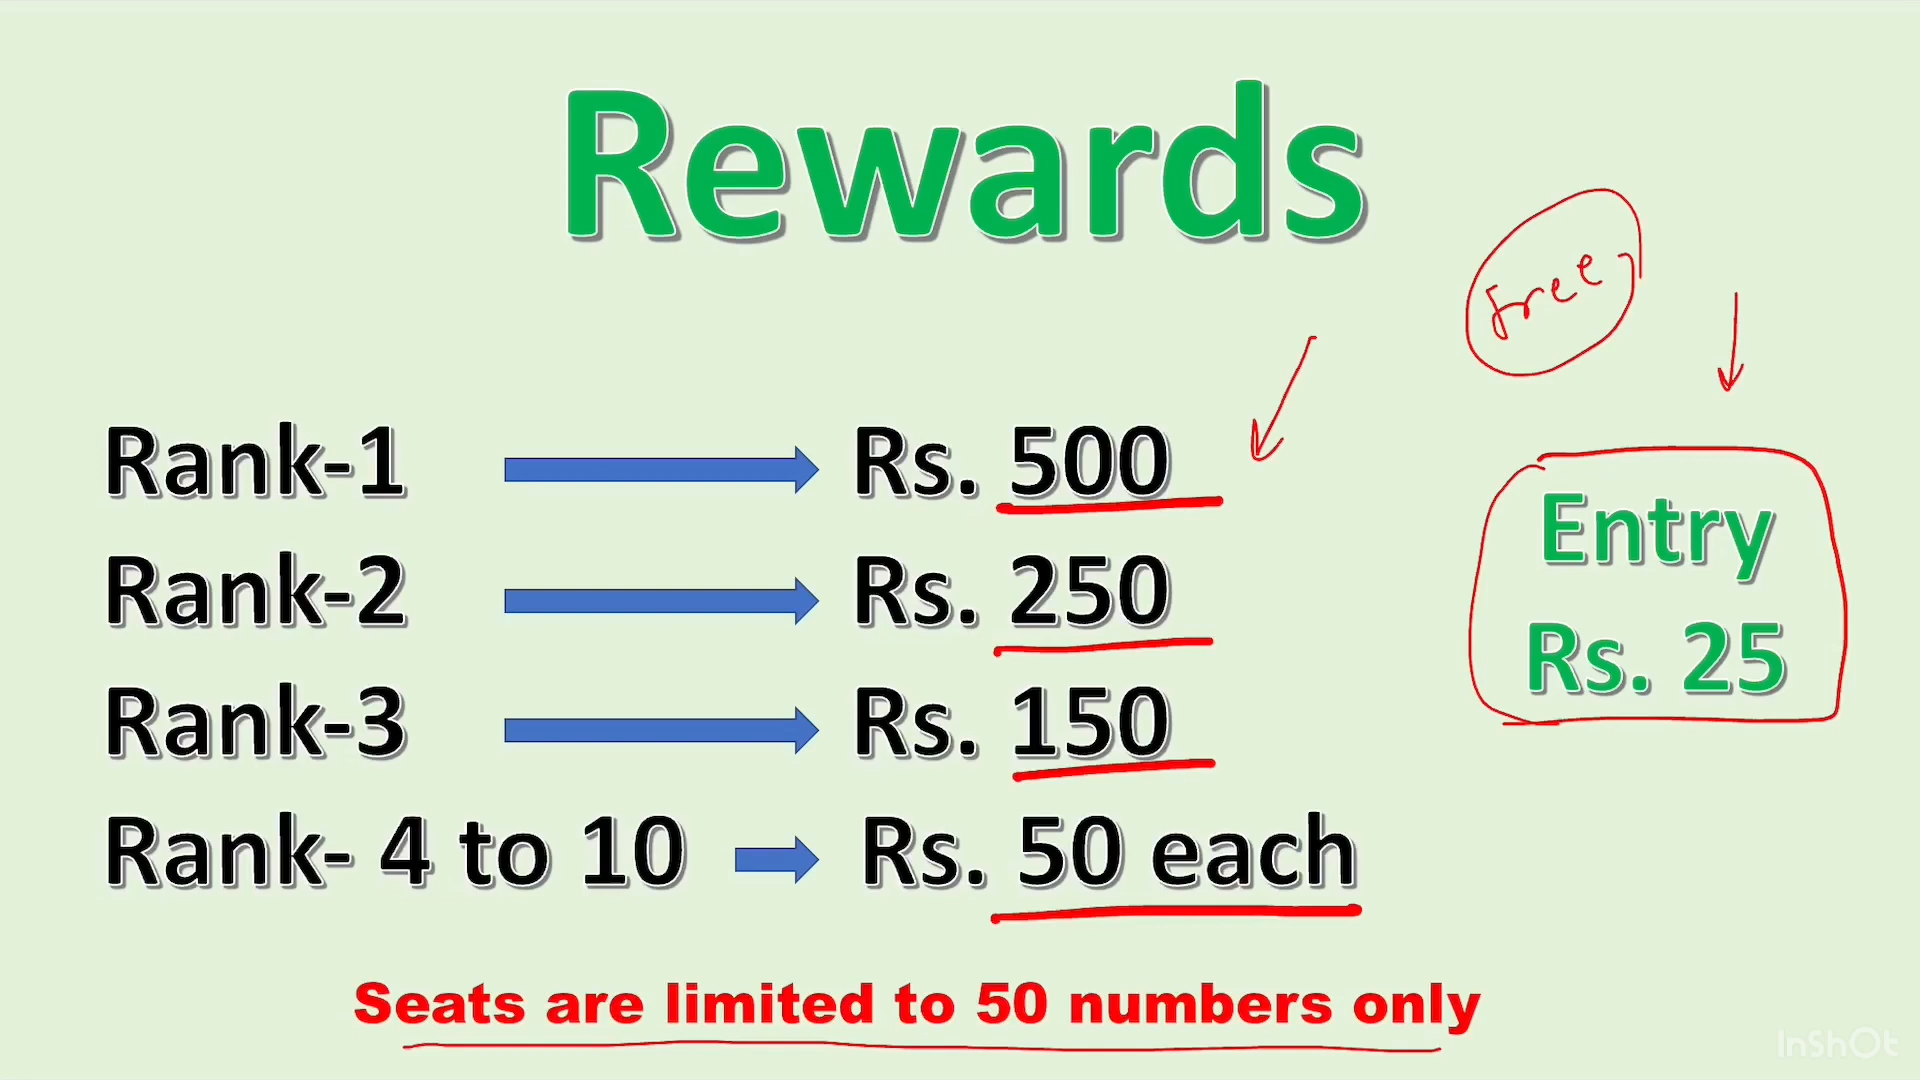 Rewards
free
Rank-1 Rs. 500
Rank-2 Rs. 250
Rank-3 Rs. 150
Rank- 4 to 10 Rs. 50 each
Entry
Rs. 25
Seats are limited to 50 numbers only
InShOt